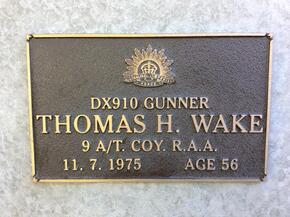 DX910 GUNNER
THOMAS H. WAKE
9 A/T. COY. R.A.A.
11. 7. 1975 AGE 56